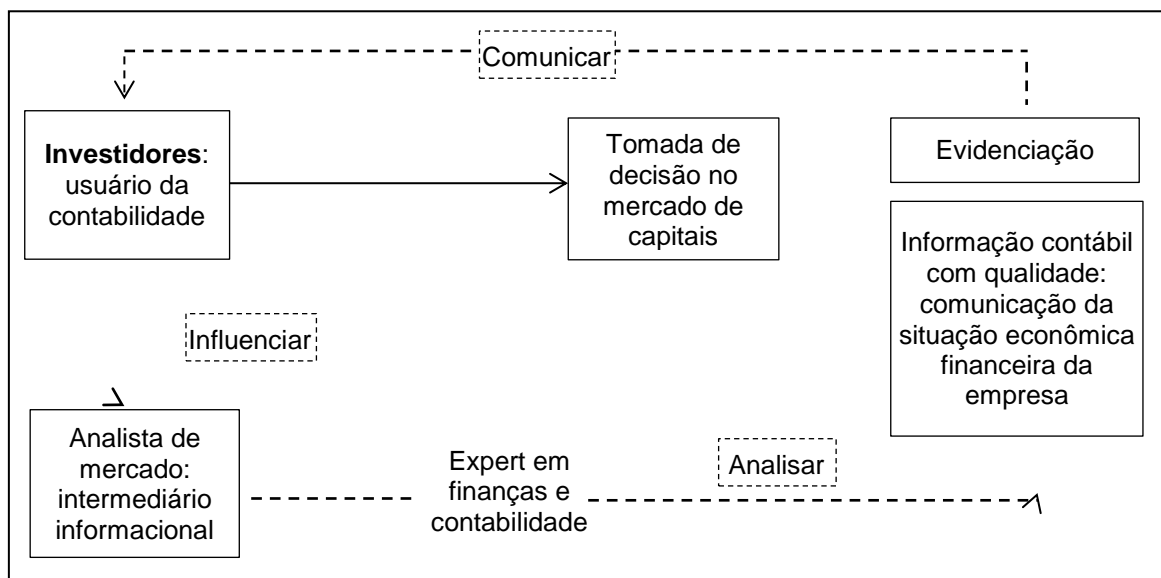 Comunicar
Investidores:
usuário da
contabilidade
Tomada de
decisão no
mercado de
capitais
Evidenciação
Informação contábil
com qualidade:
comunicação da
situação econômica
financeira da
empresa
Influenciar
Analista de
mercado:
intermediário
informacional
Expert em
finanças e
contabilidade
Analisar